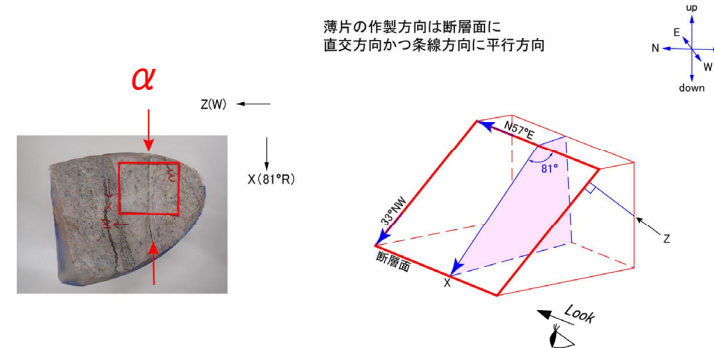 薄片の作製方向は断層面に
直交方向かつ条線方向に平行方向
up
E
N
W
down
α
Z(W)
X(81°R)
N57°E
81°
33°NW
Z
断層面
X
Look